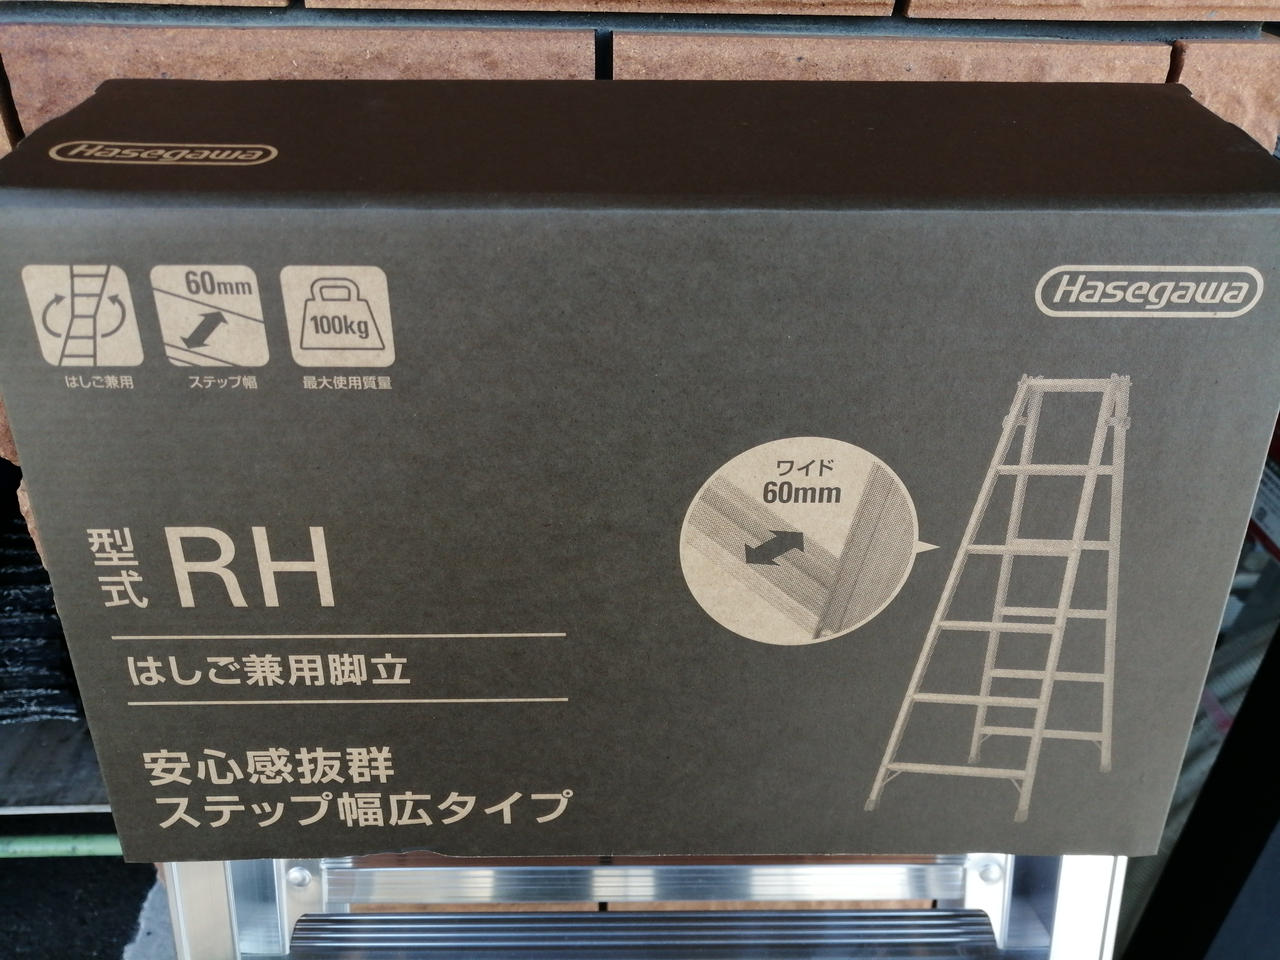 Hasegawa
Hasegawa
60mm
100kg
はしご兼用
ステップ幅
最大使用質量
ワイド
60mm
型式 RH
はしご兼用脚立
安心感抜群
ステップ幅広タイプ